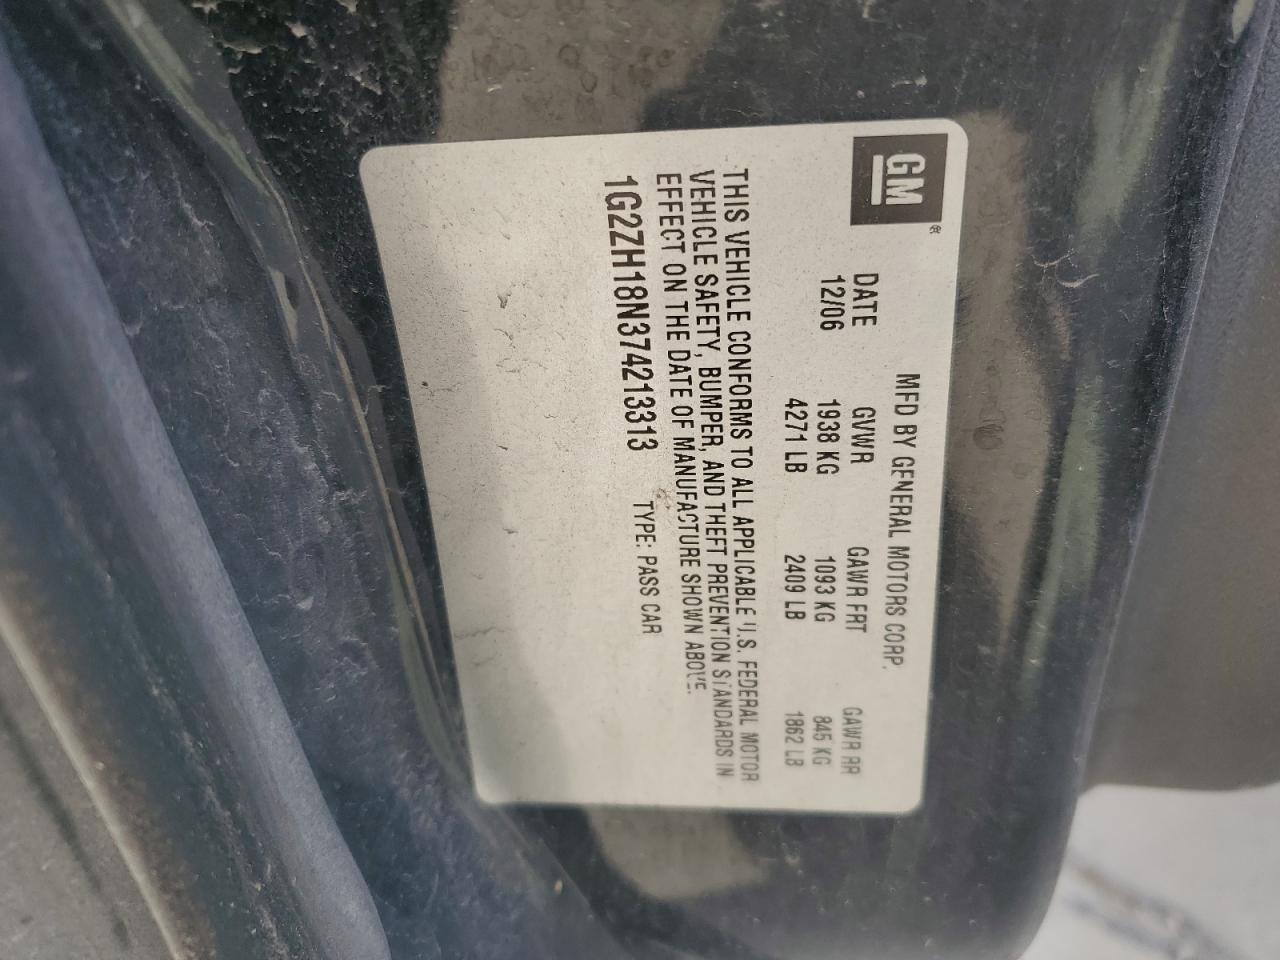 GM
MFD BY GENERAL MOTORS CORP.
DATE GVWR GAWR FRT GAWR RR
12/06 1938 KG 1093 KG 845 KG
4271 LB 2409 LB 1862 LB
THIS VEHICLE CONFORMS TO ALL APPLICABLE U.S. FEDERAL MOTOR
VEHICLE SAFETY, BUMPER, AND THEFT PREVENTION STANDARDS IN
EFFECT ON THE DATE OF MANUFACTURE SHOWN ABOVE.
1G2ZH18N374213313 TYPE: PASS CAR